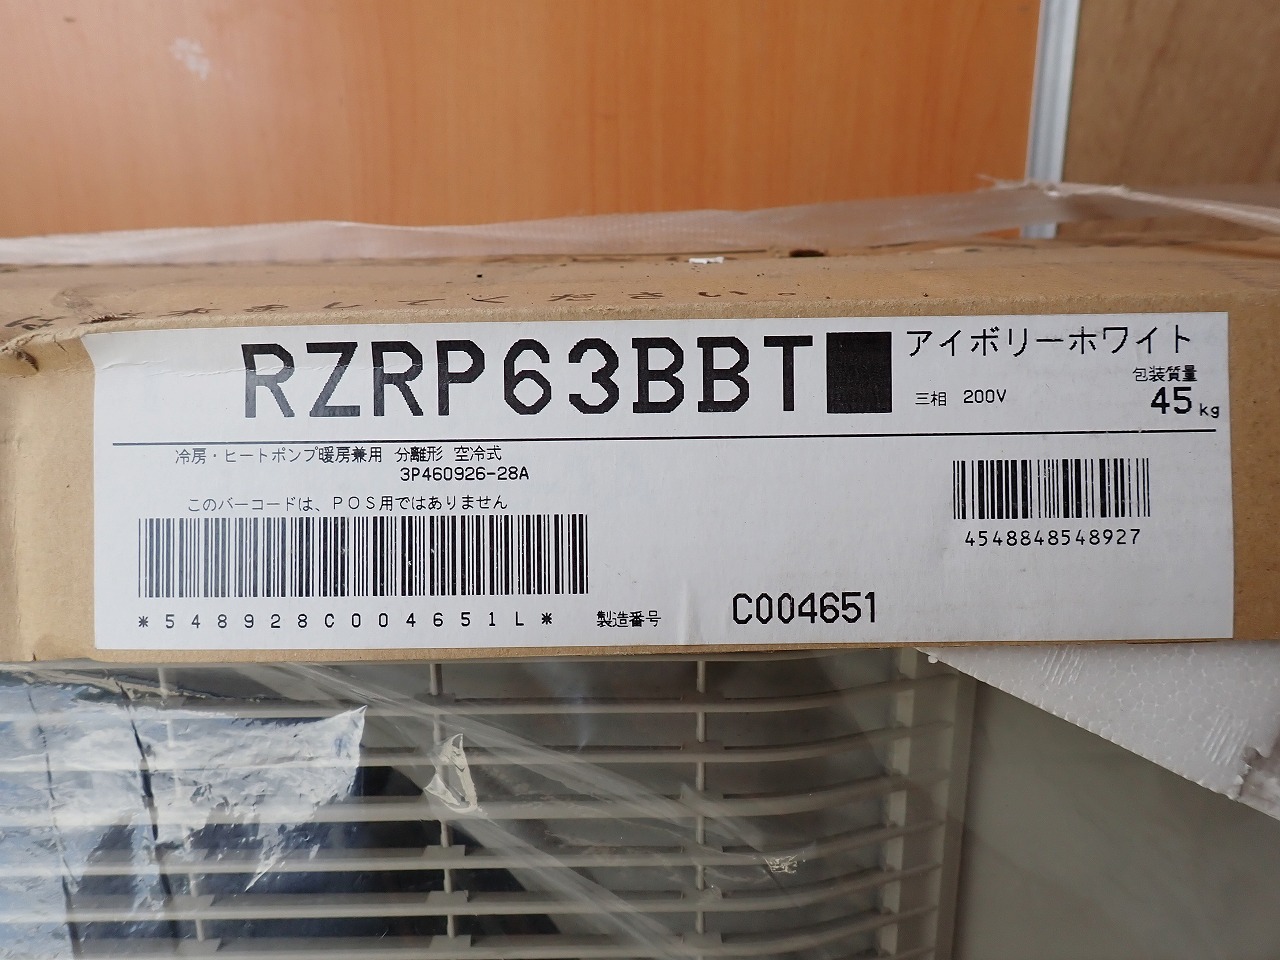 RZRP63BBT■ アイボリーホワイト
三相 200V
包装質量
45kg
冷房・ヒートポンプ暖房兼用 分離形 空冷式
3P460926-28A
このバーコードは、POS用ではありません
*548928C004651L*
製造番号 C004651
4548848548927